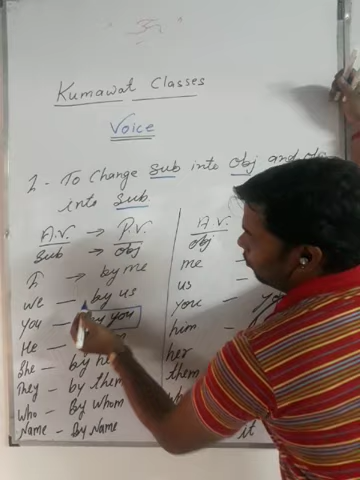 ॐ
Kumawat Classes
Voice
1 - To Change Sub into Obj and
into Sub.
A.V. → P.V.
Sub → obj
I → by me
We — by us
You — by you
He —
She — by
They — by them
Who — By Whom
Name — By Name
A.V.
Obj
me
us
you —
him —
her
them
it